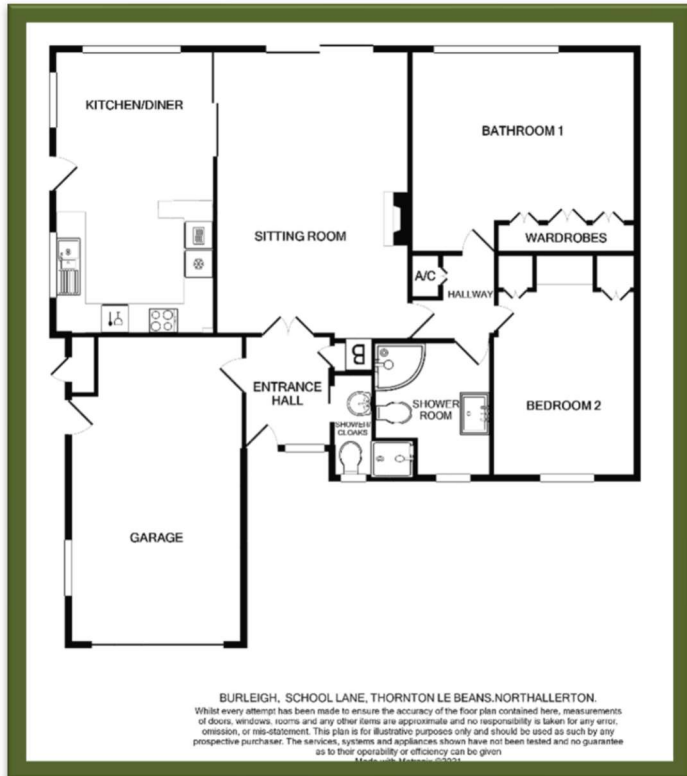 KITCHEN/DINER
BATHROOM 1
SITTING ROOM
WARDROBES
A/C
HALLWAY
B
ENTRANCE
HALL
SHOWER/
CLOAKS
SHOWER
ROOM
BEDROOM 2
GARAGE
BURLEIGH, SCHOOL LANE, THORNTON LE BEANS.NORTHALLERTON.
Whilst every attempt has been made to ensure the accuracy of the floor plan contained here, measurements
of doors, windows, rooms and any other items are approximate and no responsibility is taken for any error,
omission, or mis-statement. This plan is for illustrative purposes only and should be used as such by any
prospective purchaser. The services, systems and appliances shown have not been tested and no guarantee
as to their operability or efficiency can be given
Made with Metropix ©2021